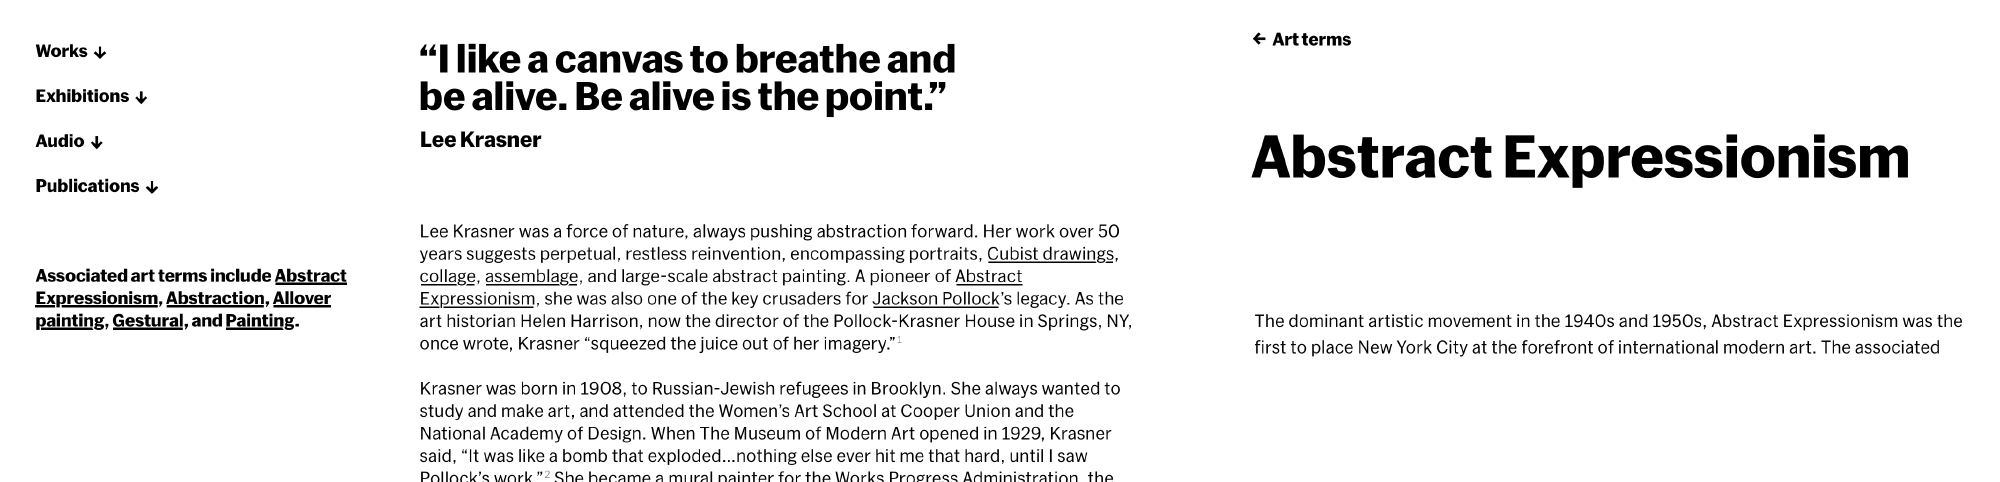 Works ↓
Exhibitions ↓
Audio ↓
Publications ↓
Associated art terms include Abstract
Expressionism, Abstraction, Allover
painting, Gestural, and Painting.
“I like a canvas to breathe and
be alive. Be alive is the point.”
Lee Krasner
Lee Krasner was a force of nature, always pushing abstraction forward. Her work over 50
years suggests perpetual, restless reinvention, encompassing portraits, Cubist drawings,
collage, assemblage, and large-scale abstract painting. A pioneer of Abstract
Expressionism, she was also one of the key crusaders for Jackson Pollock’s legacy. As the
art historian Helen Harrison, now the director of the Pollock-Krasner House in Springs, NY,
once wrote, Krasner “squeezed the juice out of her imagery.”1
Krasner was born in 1908, to Russian-Jewish refugees in Brooklyn. She always wanted to
study and make art, and attended the Women’s Art School at Cooper Union and the
National Academy of Design. When The Museum of Modern Art opened in 1929, Krasner
said, “It was like a bomb that exploded...nothing else ever hit me that hard, until I saw
Pollock’s work.”2 She became a mural painter for the Works Progress Administration, the
← Art terms
Abstract Expressionism
The dominant artistic movement in the 1940s and 1950s, Abstract Expressionism was the
first to place New York City at the forefront of international modern art. The associated